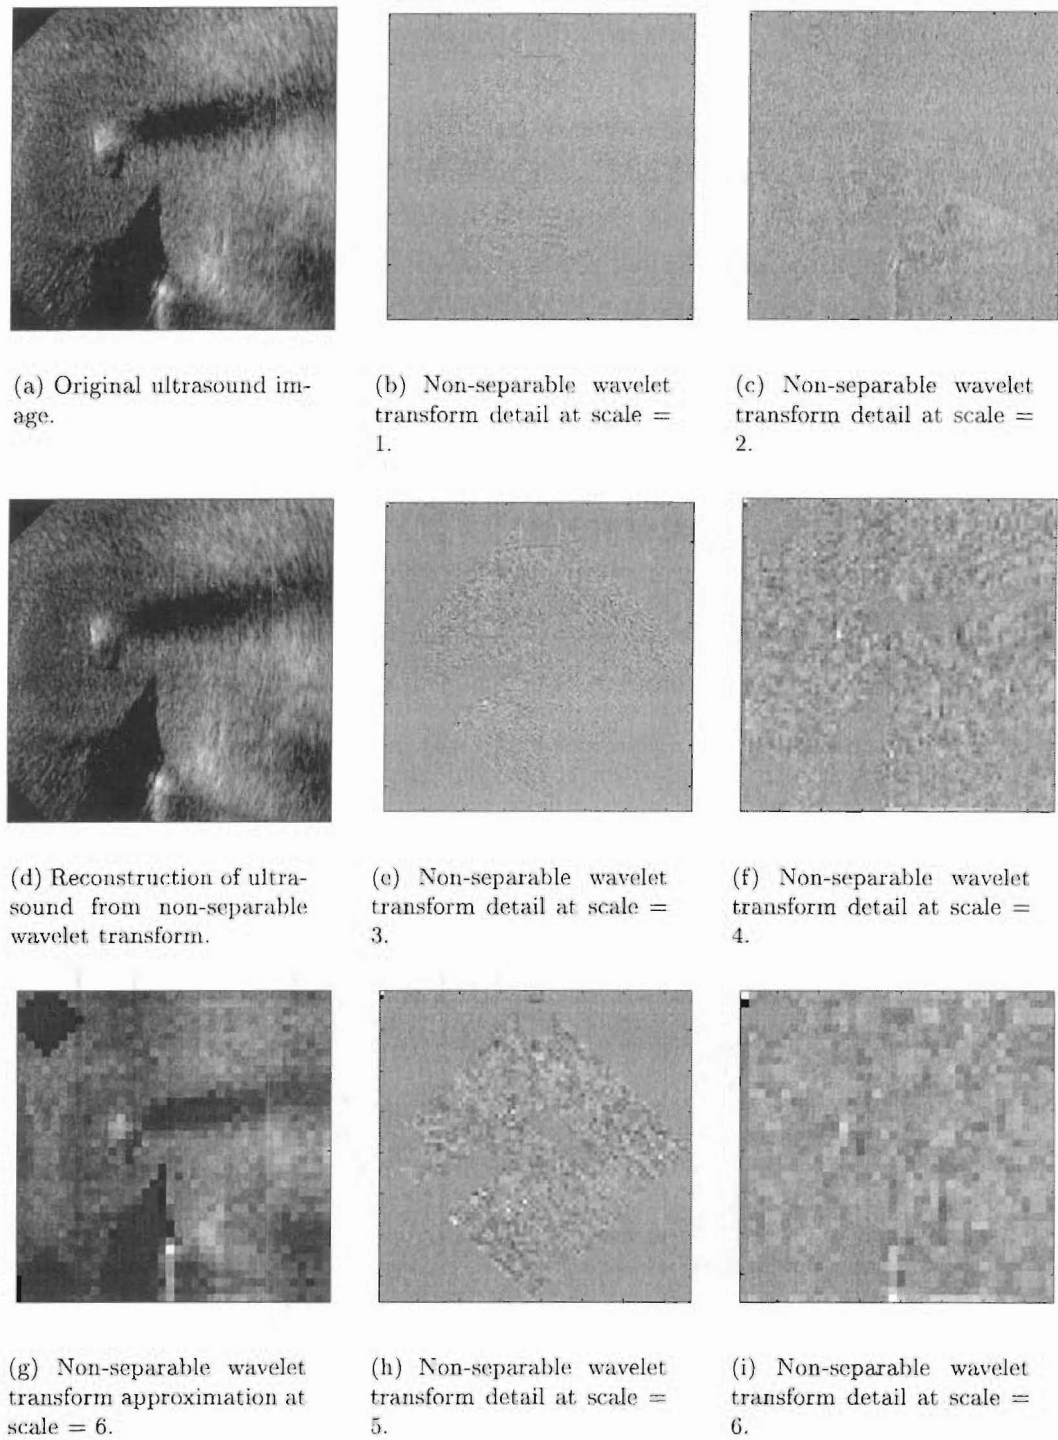 (a) Original ultrasound im-
age.
(b) Non-separable wavelet
transform detail at scale =
1.
(c) Non-separable wavelet
transform detail at scale =
2.
(d) Reconstruction of ultra-
sound from non-separable
wavelet transform.
(e) Non-separable wavelet
transform detail at scale =
3.
(f) Non-separable wavelet
transform detail at scale =
4.
(g) Non-separable wavelet
transform approximation at
scale = 6.
(h) Non-separable wavelet
transform detail at scale =
5.
(i) Non-separable wavelet
transform detail at scale =
6.